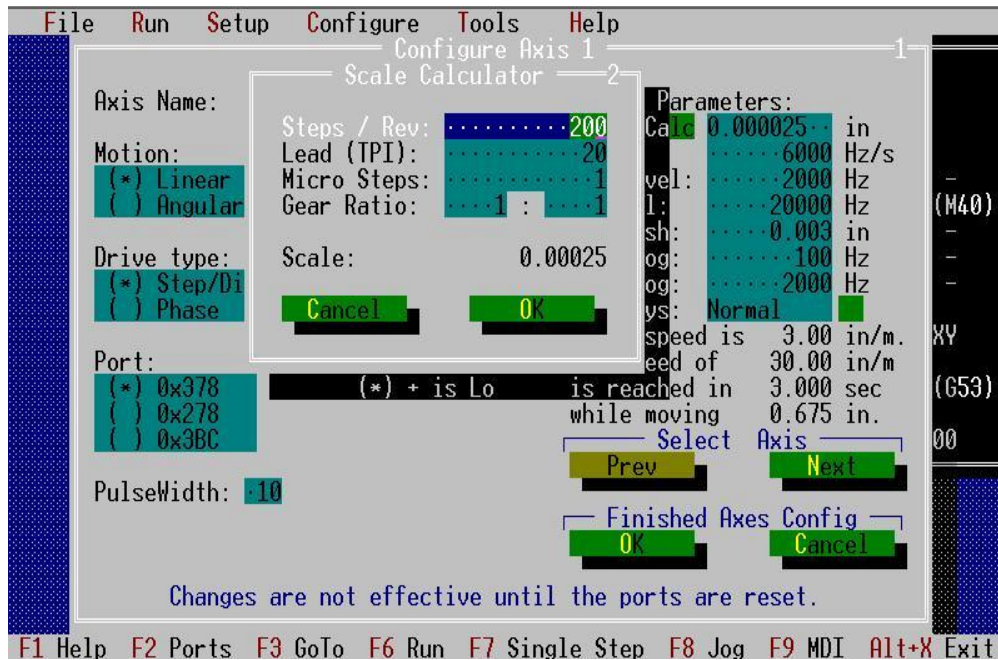 File Run Setup Configure Tools Help
Configure Axis 1 1
Scale Calculator 2
Axis Name: Parameters:
Steps / Rev: ··········200 Calc 0.000025·· in
Motion: Lead (TPI): ············20 ······6000 Hz/s
(*) Linear Micro Steps: ·············1 vel: ······2000 Hz
( ) Angular Gear Ratio: ····1 : ····1 l: ·····20000 Hz (M40)
sh: ·····0.003 in
Drive type: Scale: 0.00025 og: ·······100 Hz
(*) Step/Di og: ······2000 Hz
( ) Phase Cancel OK ys: Normal
speed is 3.00 in/m. XY
Port: eed of 30.00 in/m
(*) 0x378 (*) + is Lo is reached in 3.000 sec (G53)
( ) 0x278 while moving 0.675 in.
( ) 0x3BC Select Axis 00
Prev Next
PulseWidth: ·10
Finished Axes Config
OK Cancel
Changes are not effective until the ports are reset.
F1 Help F2 Ports F3 GoTo F6 Run F7 Single Step F8 Jog F9 MDI Alt+X Exit